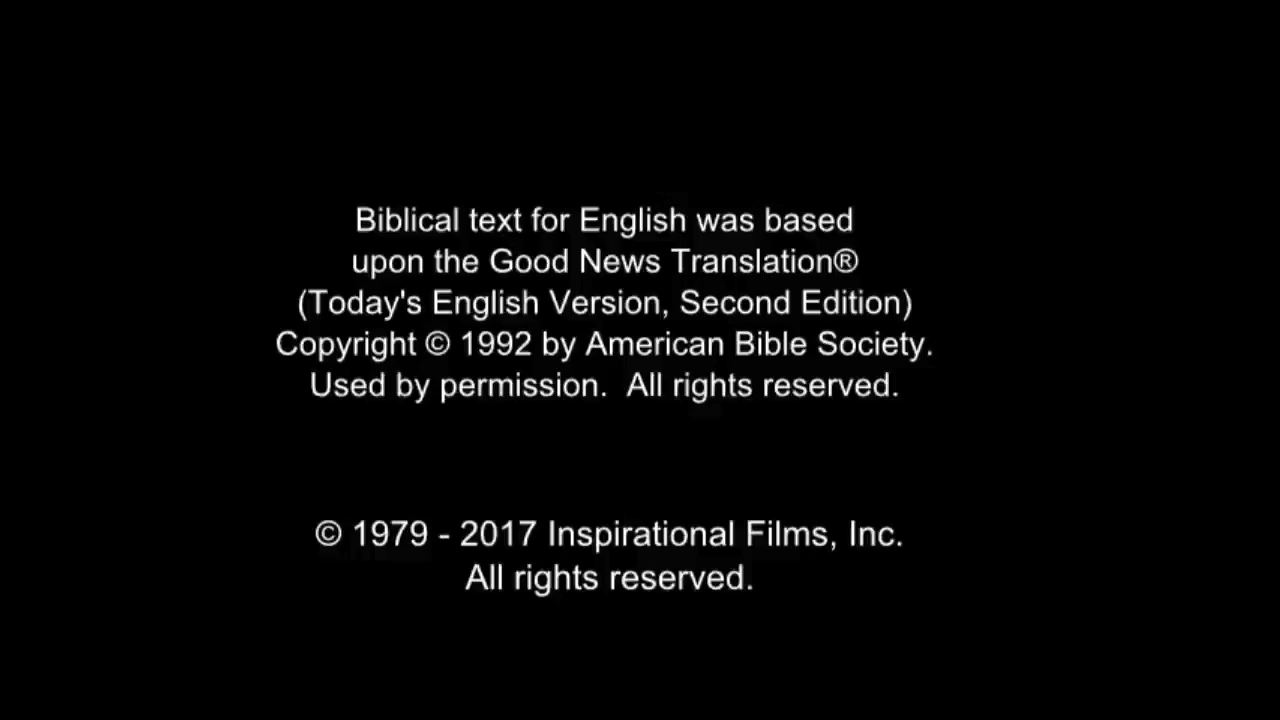 Biblical text for English was based
upon the Good News Translation®
(Today's English Version, Second Edition)
Copyright © 1992 by American Bible Society.
Used by permission.  All rights reserved.
© 1979 - 2017 Inspirational Films, Inc.
All rights reserved.